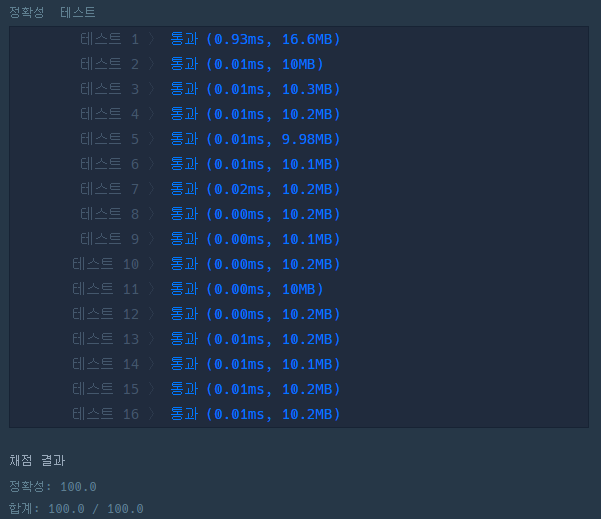 정확성 테스트
테스트 1 〉 통과 (0.93ms, 16.6MB)
테스트 2 〉 통과 (0.01ms, 10MB)
테스트 3 〉 통과 (0.01ms, 10.3MB)
테스트 4 〉 통과 (0.01ms, 10.2MB)
테스트 5 〉 통과 (0.01ms, 9.98MB)
테스트 6 〉 통과 (0.01ms, 10.1MB)
테스트 7 〉 통과 (0.02ms, 10.2MB)
테스트 8 〉 통과 (0.00ms, 10.2MB)
테스트 9 〉 통과 (0.00ms, 10.1MB)
테스트 10 〉 통과 (0.00ms, 10.2MB)
테스트 11 〉 통과 (0.00ms, 10MB)
테스트 12 〉 통과 (0.00ms, 10.2MB)
테스트 13 〉 통과 (0.01ms, 10.2MB)
테스트 14 〉 통과 (0.01ms, 10.1MB)
테스트 15 〉 통과 (0.01ms, 10.2MB)
테스트 16 〉 통과 (0.01ms, 10.2MB)
채점 결과
정확성: 100.0
합계: 100.0 / 100.0